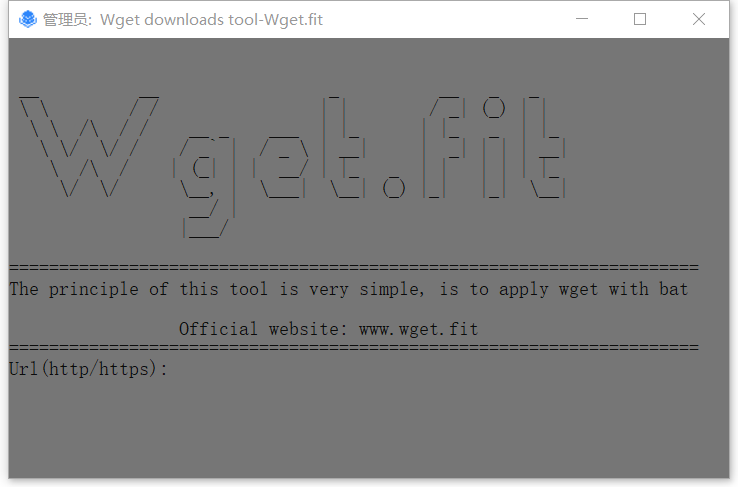 管理员: Wget downloads tool-Wget.fit
Wget.fit
======================================================================
The principle of this tool is very simple, is to apply wget with bat
Official website: www.wget.fit
======================================================================
Url(http/https):